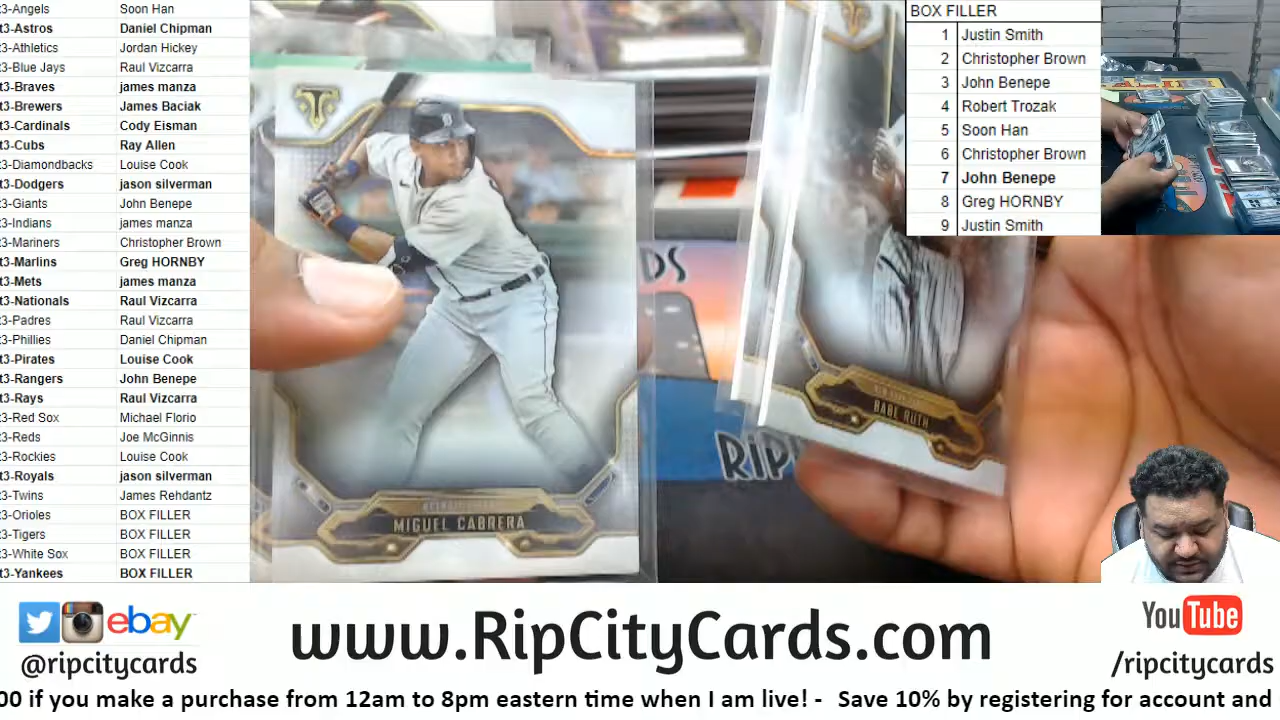 t3-Angels Soon Han
t3-Astros Daniel Chipman
t3-Athletics Jordan Hickey
t3-Blue Jays Raul Vizcarra
t3-Braves james manza
t3-Brewers James Baciak
t3-Cardinals Cody Eisman
t3-Cubs Ray Allen
t3-Diamondbacks Louise Cook
t3-Dodgers jason silverman
t3-Giants John Benepe
t3-Indians james manza
t3-Mariners Christopher Brown
t3-Marlins Greg HORNBY
t3-Mets james manza
t3-Nationals Raul Vizcarra
t3-Padres Raul Vizcarra
t3-Phillies Daniel Chipman
t3-Pirates Louise Cook
t3-Rangers John Benepe
t3-Rays Raul Vizcarra
t3-Red Sox Michael Florio
t3-Reds Joe McGinnis
t3-Rockies Louise Cook
t3-Royals jason silverman
t3-Twins James Rehdantz
t3-Orioles BOX FILLER
t3-Tigers BOX FILLER
t3-White Sox BOX FILLER
t3-Yankees BOX FILLER
MIGUEL CABRERA
BABE RUTH
DS
RIP
BOX FILLER
1 Justin Smith
2 Christopher Brown
3 John Benepe
4 Robert Trozak
5 Soon Han
6 Christopher Brown
7 John Benepe
8 Greg HORNBY
9 Justin Smith
ebay
@ripcitycards
www.RipCityCards.com
YouTube
/ripcitycards
00 if you make a purchase from 12am to 8pm eastern time when I am live! - Save 10% by registering for account and